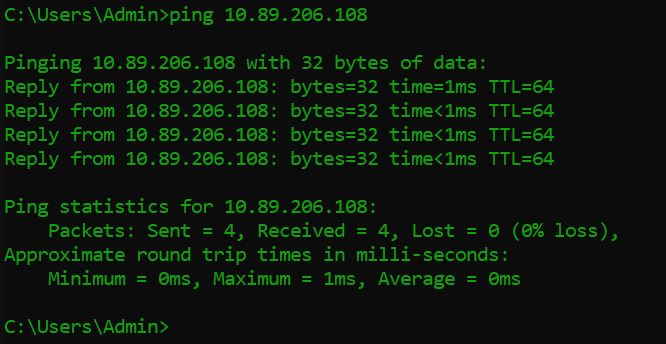 C:\Users\Admin>ping 10.89.206.108
Pinging 10.89.206.108 with 32 bytes of data:
Reply from 10.89.206.108: bytes=32 time=1ms TTL=64
Reply from 10.89.206.108: bytes=32 time<1ms TTL=64
Reply from 10.89.206.108: bytes=32 time<1ms TTL=64
Reply from 10.89.206.108: bytes=32 time<1ms TTL=64
Ping statistics for 10.89.206.108:
    Packets: Sent = 4, Received = 4, Lost = 0 (0% loss),
Approximate round trip times in milli-seconds:
    Minimum = 0ms, Maximum = 1ms, Average = 0ms
C:\Users\Admin>